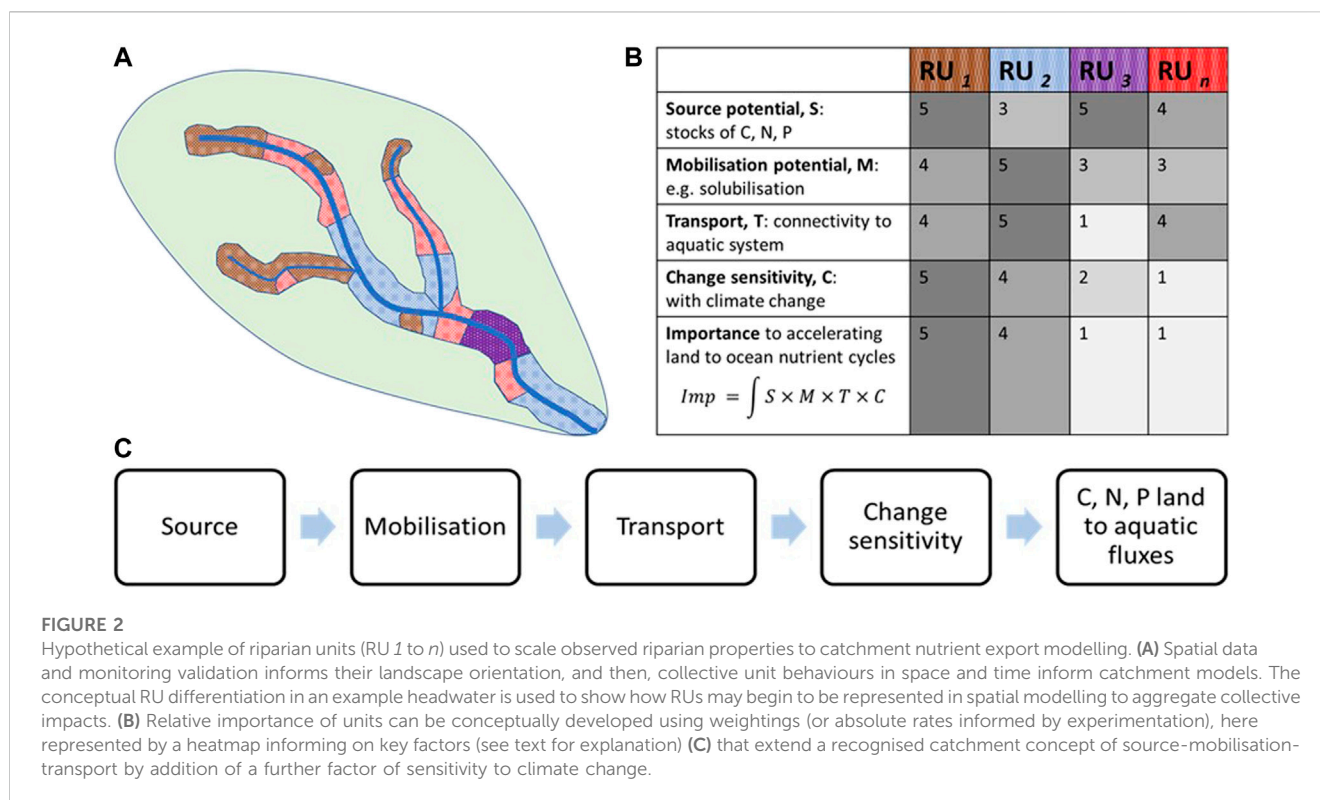 A
B
RU 1 RU 2 RU 3 RU n
Source potential, S: 5 3 5 4
stocks of C, N, P
Mobilisation potential, M: 4 5 3 3
e.g. solubilisation
Transport, T: connectivity to 4 5 1 4
aquatic system
Change sensitivity, C: 5 4 2 1
with climate change
Importance to accelerating 5 4 1 1
land to ocean nutrient cycles
Imp = ∫ S × M × T × C
C
Source
Mobilisation
Transport
Change
sensitivity
C, N, P land
to aquatic
fluxes
FIGURE 2
Hypothetical example of riparian units (RU 1 to n) used to scale observed riparian properties to catchment nutrient export modelling. (A) Spatial data
and monitoring validation informs their landscape orientation, and then, collective unit behaviours in space and time inform catchment models. The
conceptual RU differentiation in an example headwater is used to show how RUs may begin to be represented in spatial modelling to aggregate collective
impacts. (B) Relative importance of units can be conceptually developed using weightings (or absolute rates informed by experimentation), here
represented by a heatmap informing on key factors (see text for explanation) (C) that extend a recognised catchment concept of source-mobilisation-
transport by addition of a further factor of sensitivity to climate change.